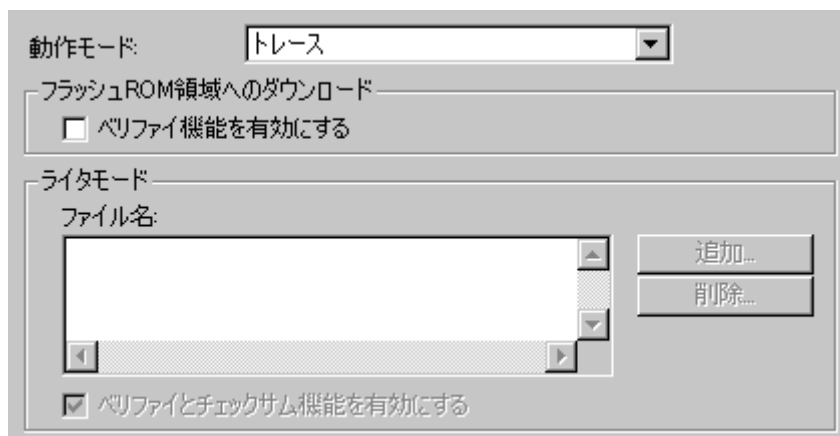 動作モード: トレース
フラッシュROM領域へのダウンロード
ベリファイ機能を有効にする
ライタモード
ファイル名:
追加...
削除...
ベリファイとチェックサム機能を有効にする